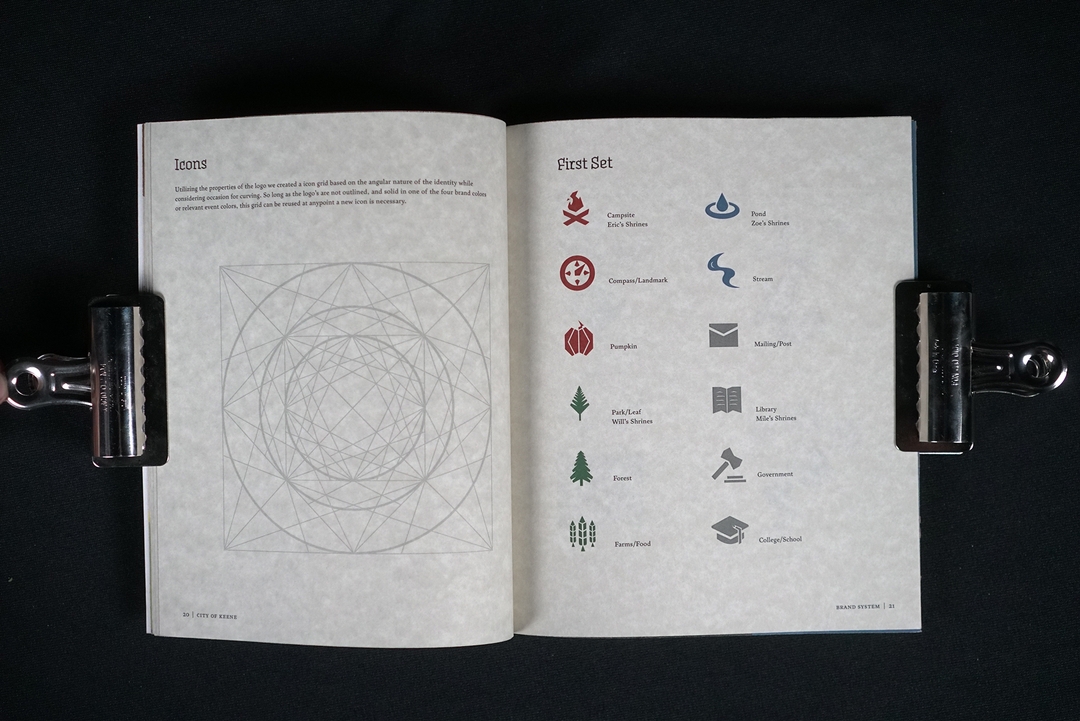 Icons
Utilizing the properties of the logo we created a icon grid based on the angular nature of the identity while
considering occasion for curving. So long as the logo's are not outlined, and solid in one of the four brand colors
or relevant event colors, this grid can be reused at anypoint a new icon is necessary.
20 | CITY OF KEENE
First Set
Campsite
Eric's Shrines
Pond
Zoe's Shrines
Compass/Landmark
Stream
Pumpkin
Mailing/Post
Park/Leaf
Will's Shrines
Library
Mile's Shrines
Forest
Government
Farms/Food
College/School
BRAND SYSTEM | 21